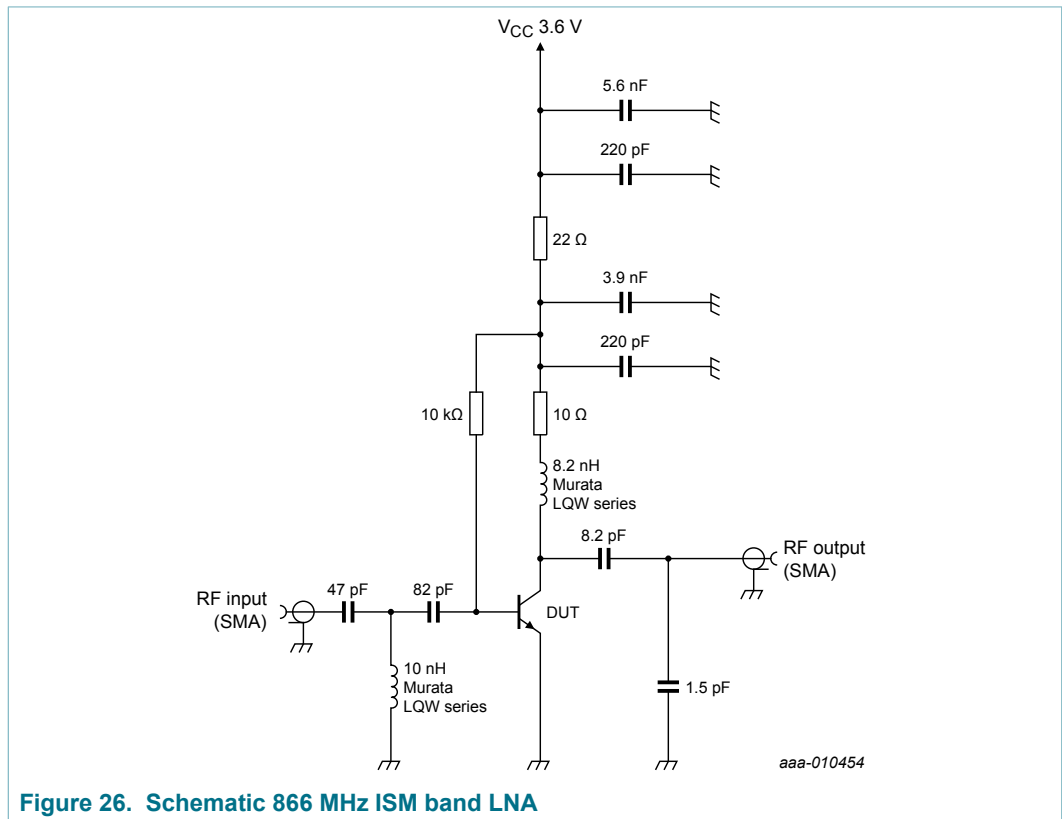 VCC 3.6 V
5.6 nF
220 pF
22 Ω
3.9 nF
220 pF
10 kΩ
10 Ω
8.2 nH
Murata
LQW series
8.2 pF
RF output
(SMA)
RF input
(SMA)
47 pF
82 pF
DUT
10 nH
Murata
LQW series
1.5 pF
aaa-010454
Figure 26. Schematic 866 MHz ISM band LNA